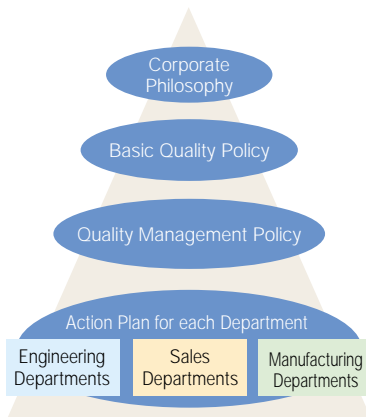 Corporate
Philosophy
Basic Quality Policy
Quality Management Policy
Action Plan for each Department
Engineering
Departments
Sales
Departments
Manufacturing
Departments